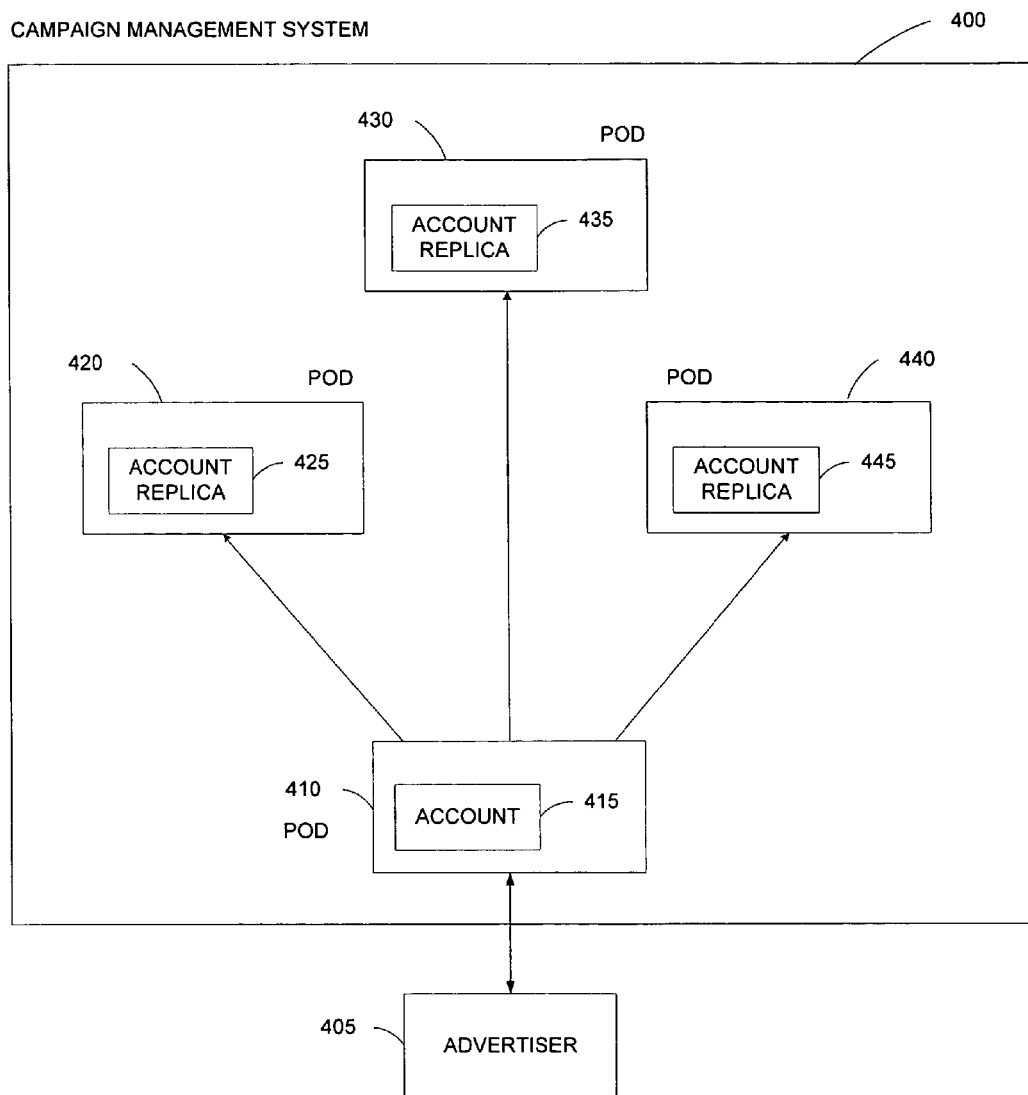 CAMPAIGN MANAGEMENT SYSTEM
400
430
POD
ACCOUNT
REPLICA
435
420
POD
ACCOUNT
REPLICA
425
POD
440
ACCOUNT
REPLICA
445
410
POD
ACCOUNT
415
405
ADVERTISER